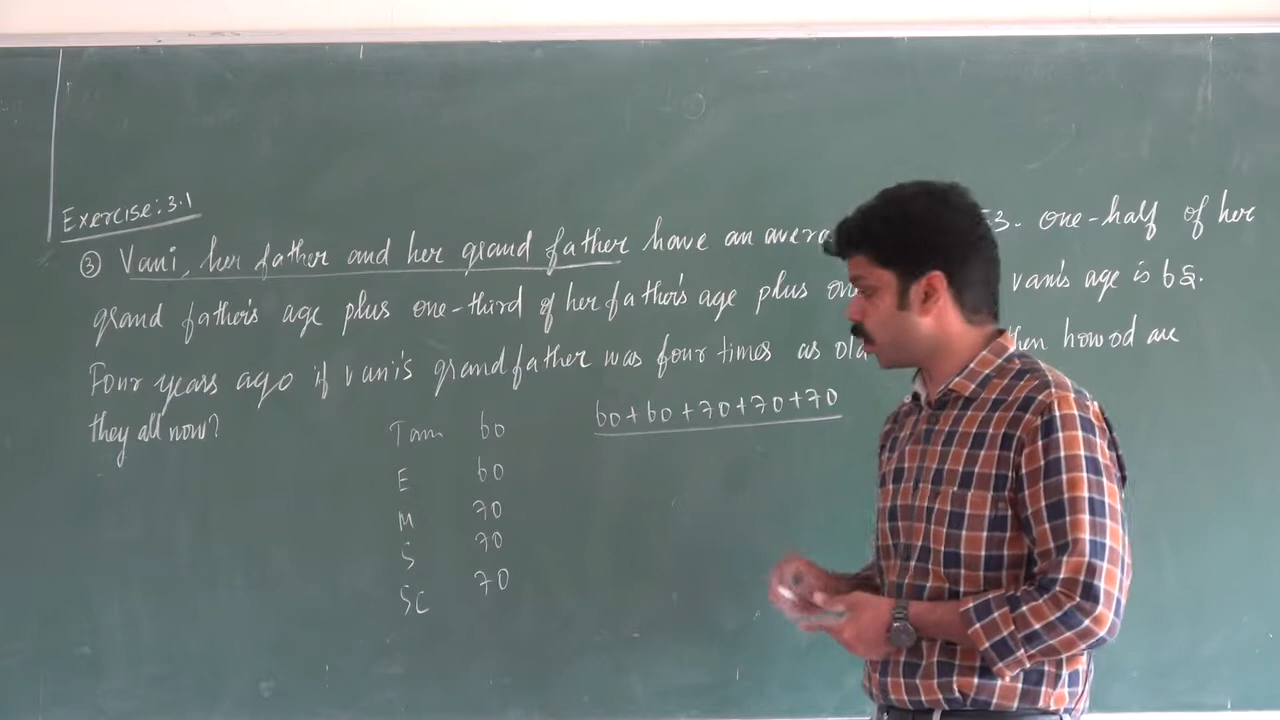 Exercise: 3.1
③ Vani, her father and her grand father have an avera 53. One-half of her
grand father's age plus one-third of her father's age plus on vani's age is 65.
Four years ago if vani's grandfather was four times as old then how od are
they all now?
Tam 60
60+60+70+70+70
E 60
M 70
S 70
SC 70